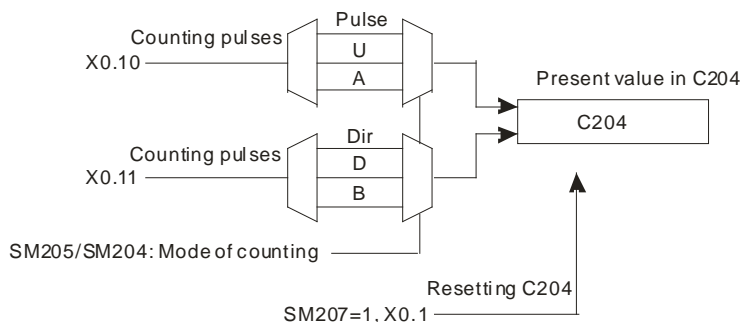 Pulse
Counting pulses
U
X0.10
A
Present value in C204
C204
Dir
Counting pulses
D
X0.11
B
SM205/SM204: Mode of counting
Resetting C204
SM207=1, X0.1